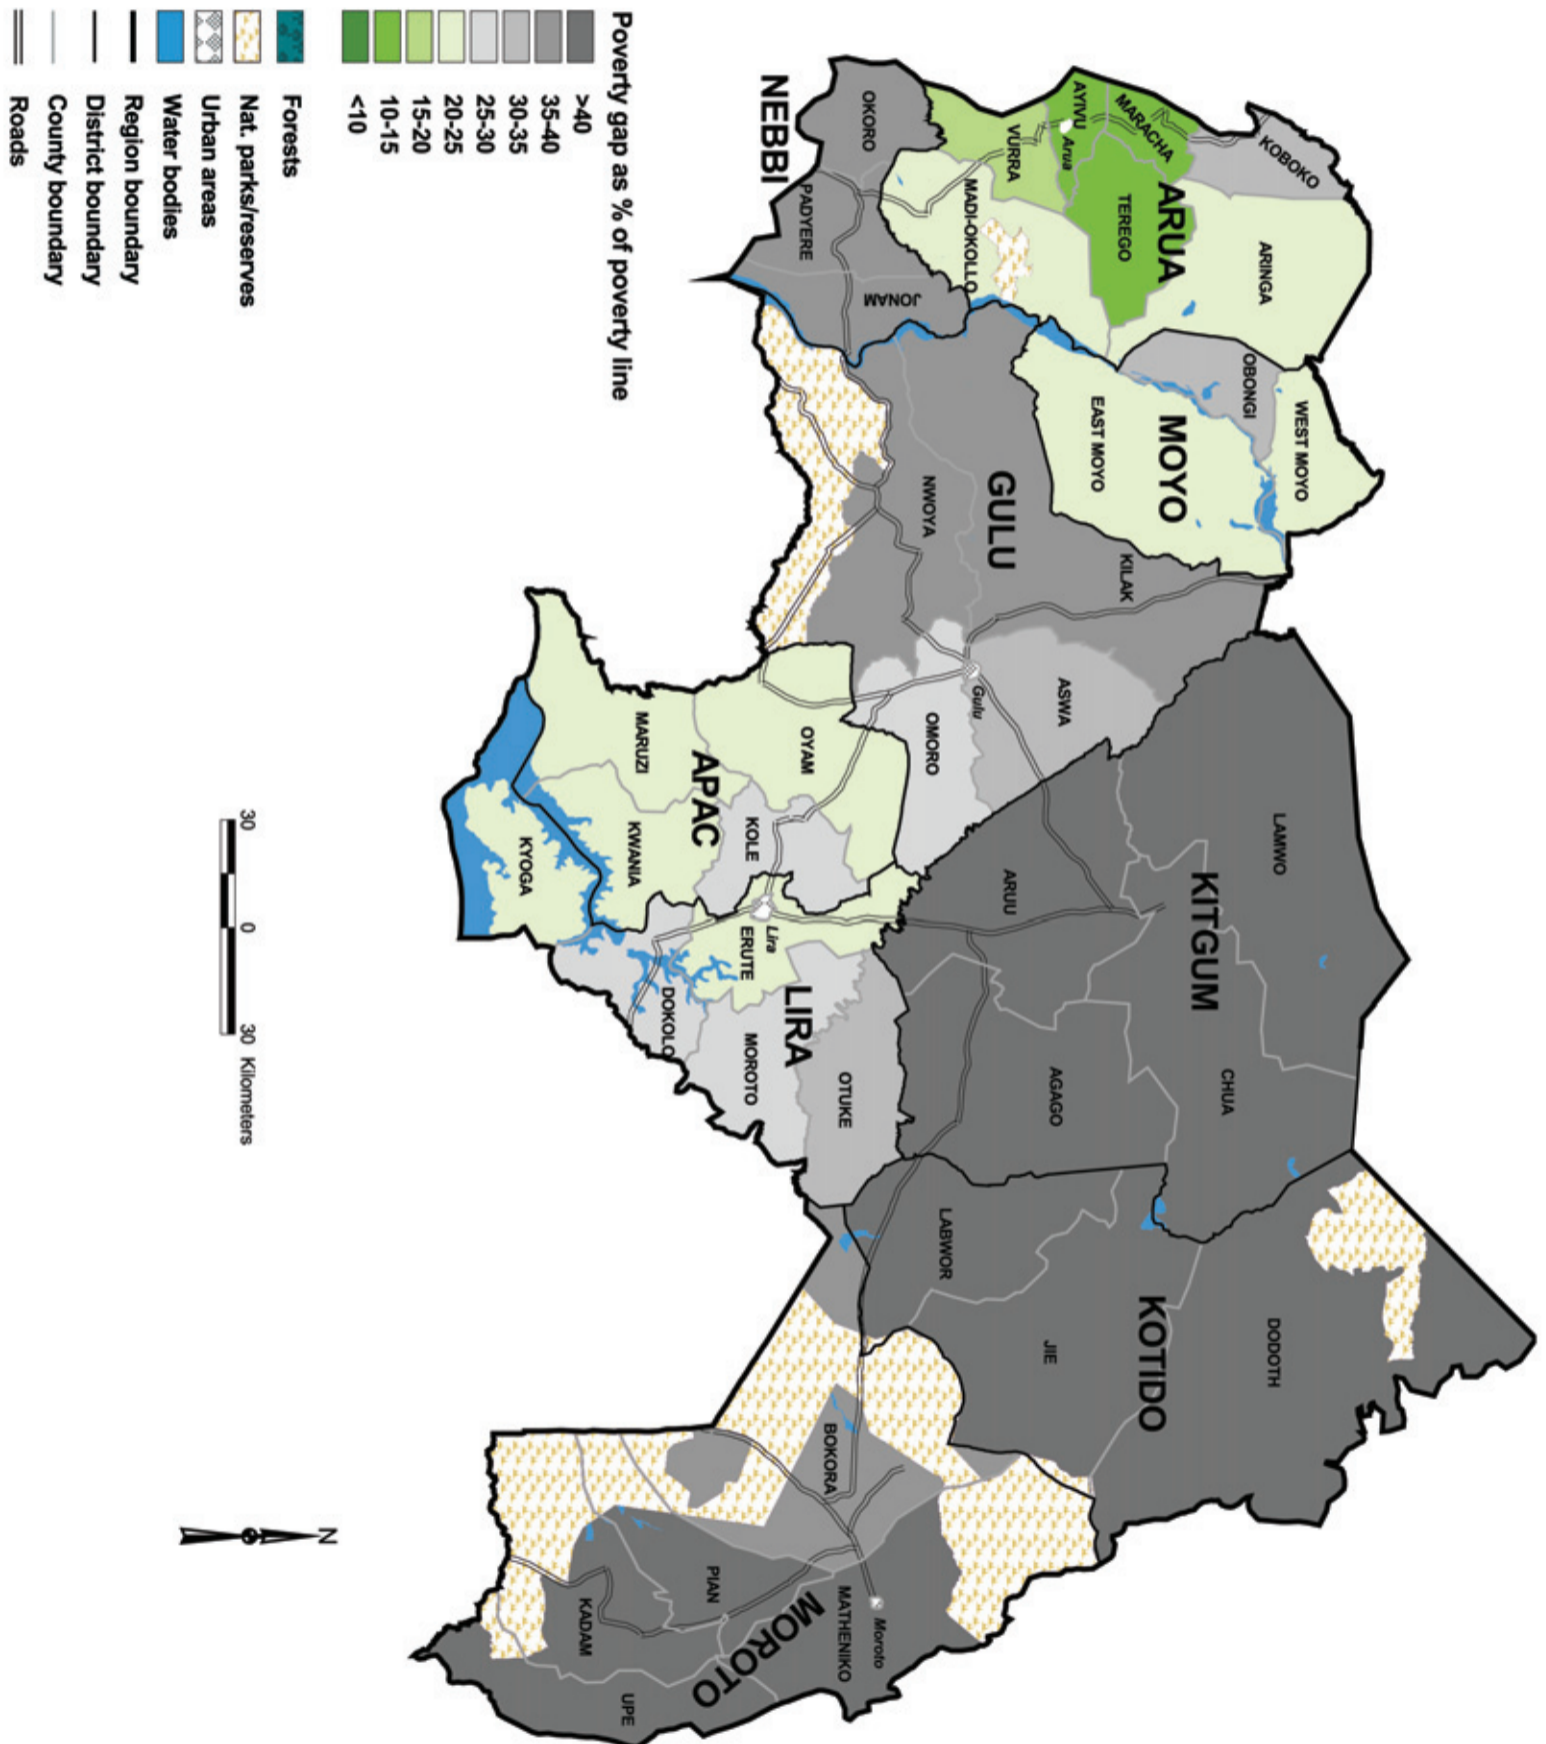 KOBOKO
ARINGA
MARACHA
AYIVU
Arua
ARUA
TEREGO
VURRA
MADI-OKOLLO
OKORO
PADYERE
JONAM
NEBBI
WEST MOYO
OBONGI
MOYO
EAST MOYO
GULU
NWOYA
KILAK
ASWA
Gulu
OMORO
LAMWO
KITGUM
CHUA
ARUU
AGAGO
OYAM
MARUZI
APAC
KOLE
KWANIA
KYOGA
Lira
ERUTE
LIRA
DOKOLO
MOROTO
OTUKE
LABWOR
KOTIDO
DODOTH
JIE
BOKORA
PIAN
KADAM
MATHENIKO
Moroto
MOROTO
UPE
Poverty gap as % of poverty line
>40
35-40
30-35
25-30
20-25
15-20
10-15
<10
Forests
Nat. parks/reserves
Urban areas
Water bodies
Region boundary
District boundary
County boundary
Roads
30 0 30 Kilometers
N